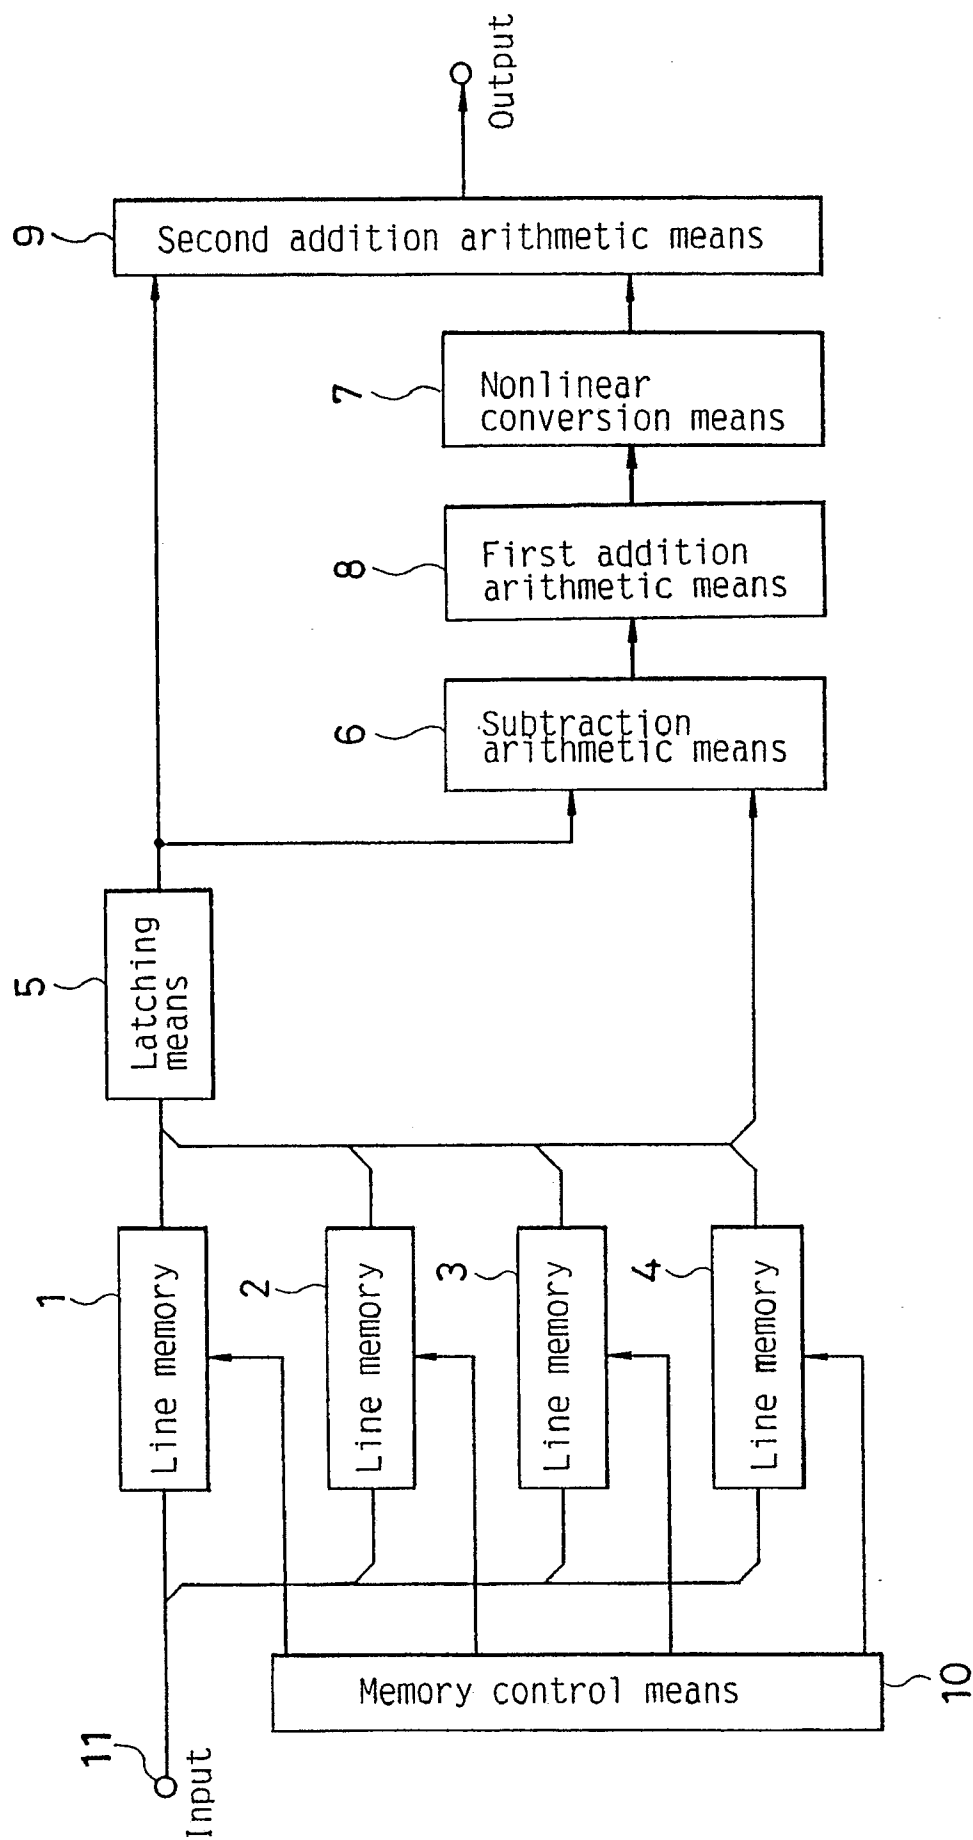 11
Input
Memory control means
10
1
Line memory
2
Line memory
3
Line memory
4
Line memory
5
Latching
means
6
Subtraction
arithmetic means
8
First addition
arithmetic means
7
Nonlinear
conversion means
9
Second addition arithmetic means
Output